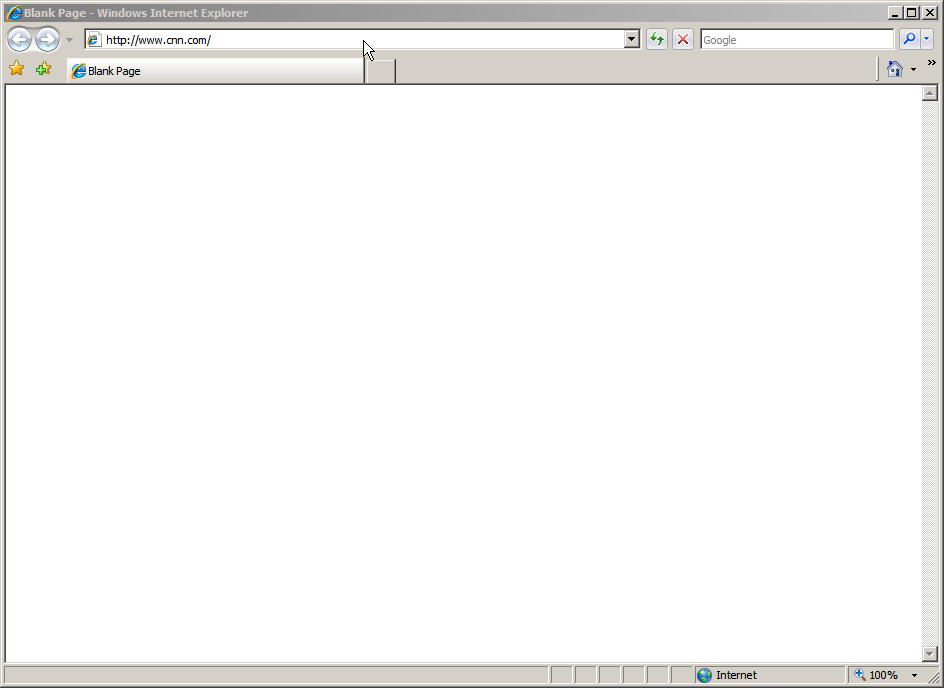 Blank Page - Windows Internet Explorer
http://www.cnn.com/
Google
Blank Page
Internet
100%